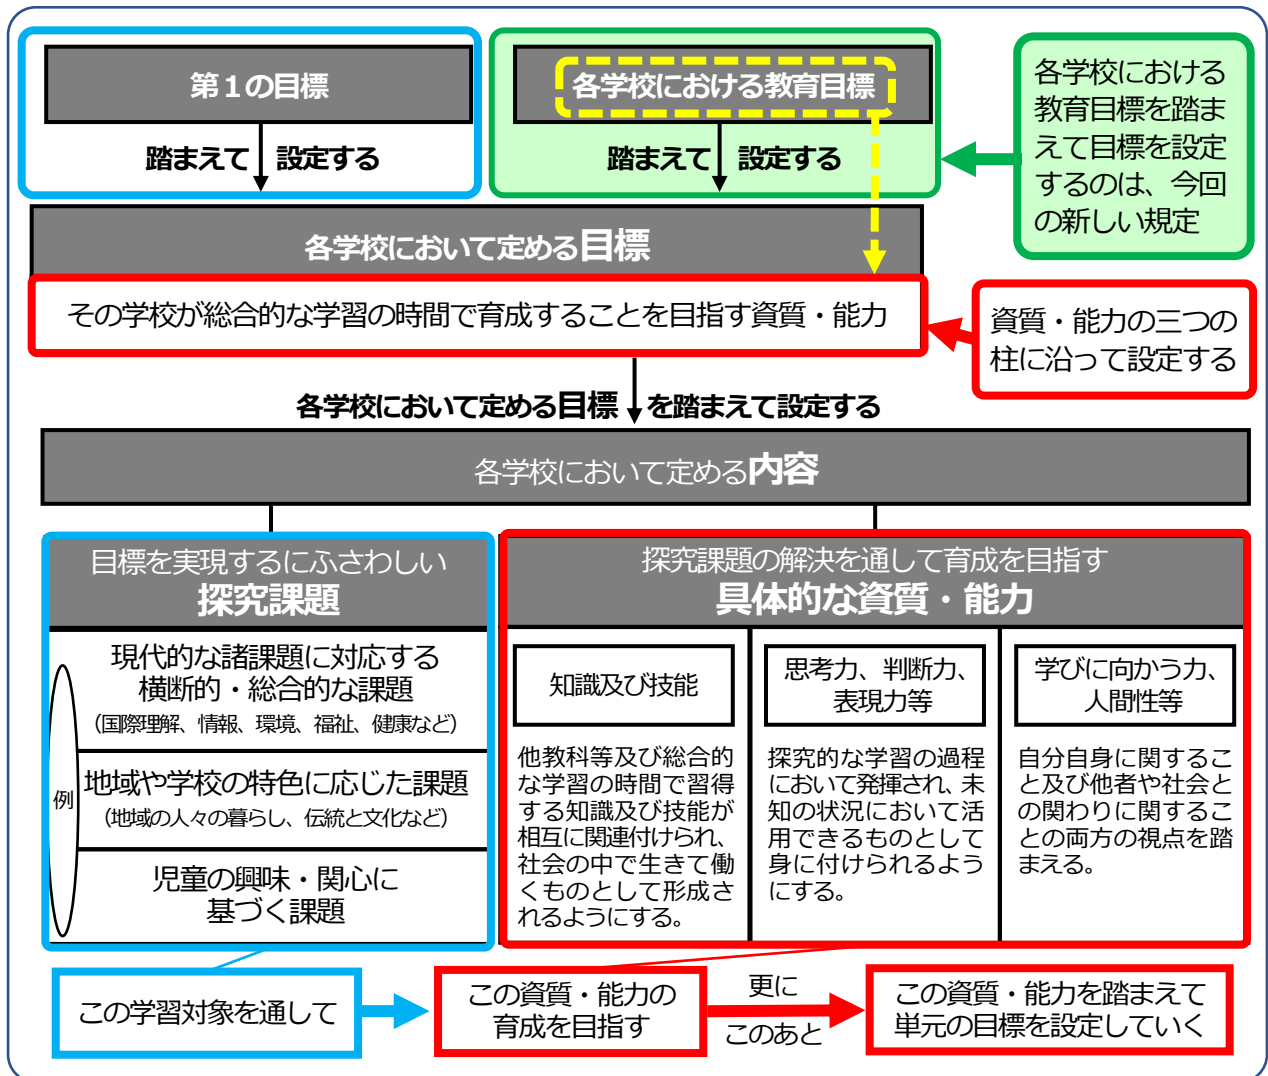 第１の目標
踏まえて 設定する
各学校における教育目標
踏まえて 設定する
各学校における
教育目標を踏ま
えて目標を設定
するのは、今回
の新しい規定
各学校において定める目標
その学校が総合的な学習の時間で育成することを目指す資質・能力
資質・能力の三つの
柱に沿って設定する
各学校において定める目標 を踏まえて設定する
各学校において定める内容
目標を実現するにふさわしい
探究課題
例
現代的な諸課題に対応する
横断的・総合的な課題
（国際理解、情報、環境、福祉、健康など）
地域や学校の特色に応じた課題
（地域の人々の暮らし、伝統と文化など）
児童の興味・関心に
基づく課題
探究課題の解決を通して育成を目指す
具体的な資質・能力
知識及び技能
他教科等及び総合的
な学習の時間で習得
する知識及び技能が
相互に関連付けられ、
社会の中で生きて働
くものとして形成さ
れるようにする。
思考力、判断力、
表現力等
探究的な学習の過程
において発揮され、未
知の状況において活
用できるものとして
身に付けられるよう
にする。
学びに向かう力、
人間性等
自分自身に関するこ
と及び他者や社会と
の関わりに関するこ
との両方の視点を踏
まえる。
この学習対象を通して
この資質・能力の
育成を目指す
更に
このあと
この資質・能力を踏まえて
単元の目標を設定していく